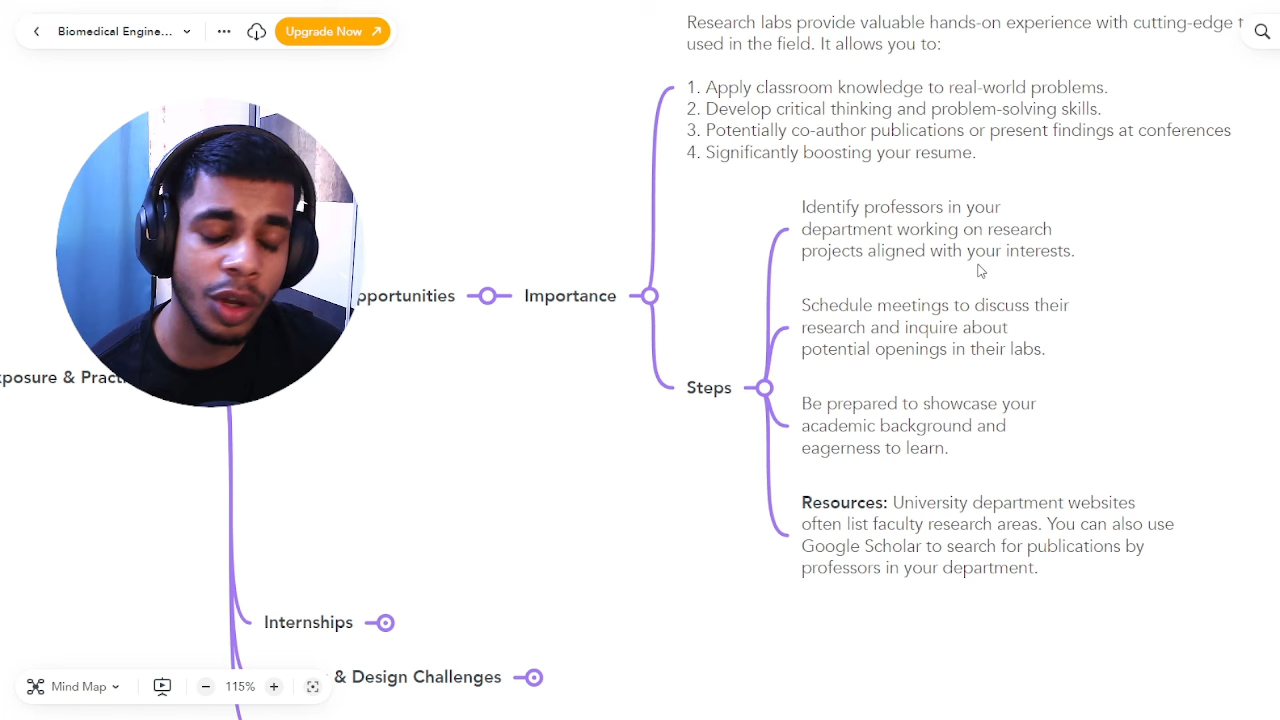 Biomedical Engine...
Upgrade Now
Research labs provide valuable hands-on experience with cutting-edge
used in the field. It allows you to:
1. Apply classroom knowledge to real-world problems.
2. Develop critical thinking and problem-solving skills.
3. Potentially co-author publications or present findings at conferences
4. Significantly boosting your resume.
Identify professors in your
department working on research
projects aligned with your interests.
pportunities
Importance
Schedule meetings to discuss their
research and inquire about
potential openings in their labs.
xposure & Practi
Steps
Be prepared to showcase your
academic background and
eagerness to learn.
Resources: University department websites
often list faculty research areas. You can also use
Google Scholar to search for publications by
professors in your department.
Internships
& Design Challenges
Mind Map
115%